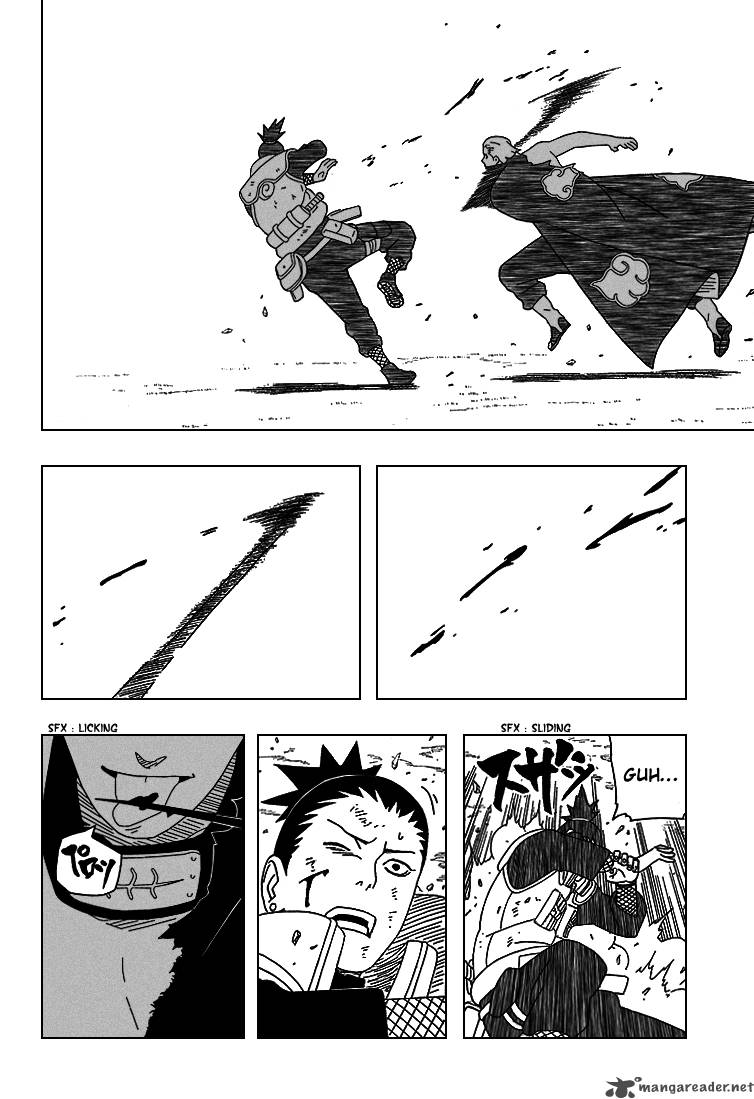 SFX : SLIDING
SFX : LICKING
GUH...
ズザッ
ペロッ
mangareader.net